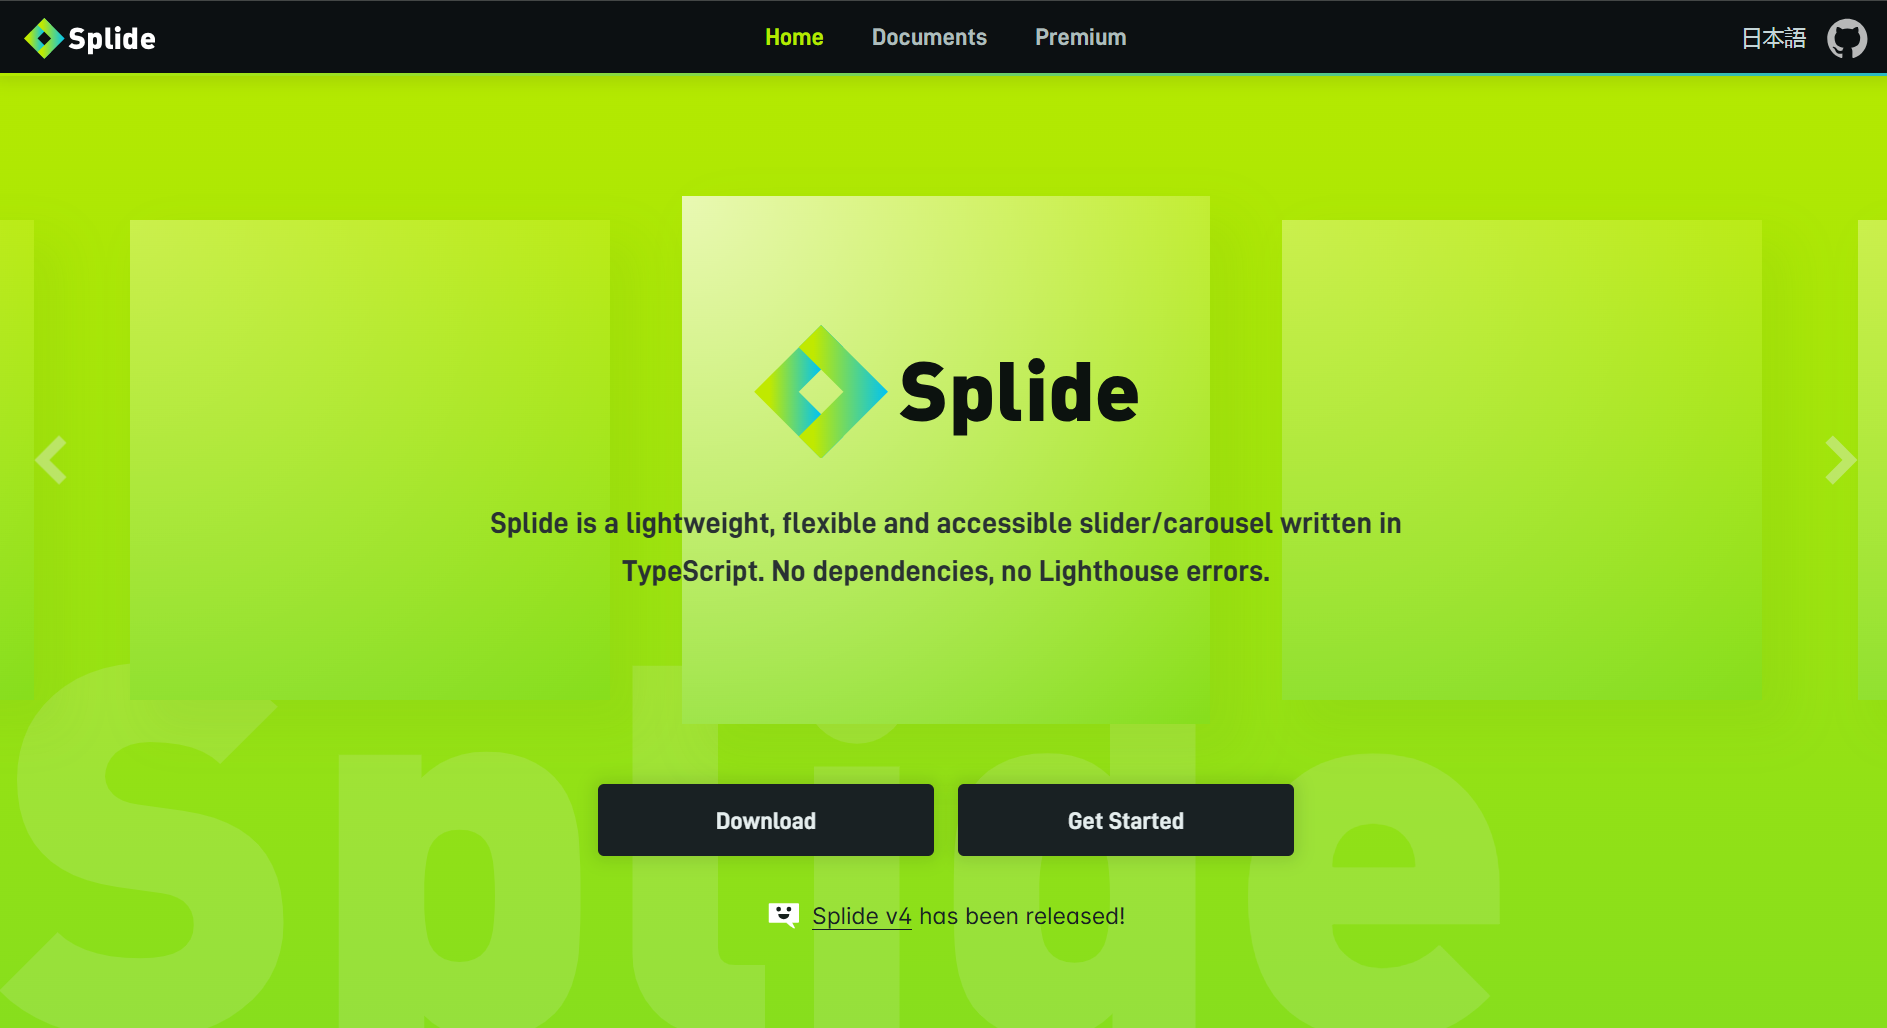 Splide
Home
Documents
Premium
日本語
Splide
Splide is a lightweight, flexible and accessible slider/carousel written in
TypeScript. No dependencies, no Lighthouse errors.
Splide
Download
Get Started
Splide v4 has been released!